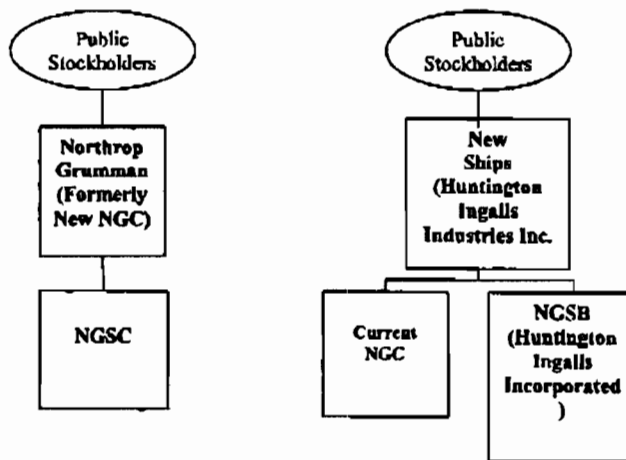 Public
Stockholders
Northrop
Grumman
(Formerly
New NGC)
NGSC
Public
Stockholders
New
Ships
(Huntington
Ingalls
Industries Inc.
Current
NGC
NGSB
(Huntington
Ingalls
Incorporated
)